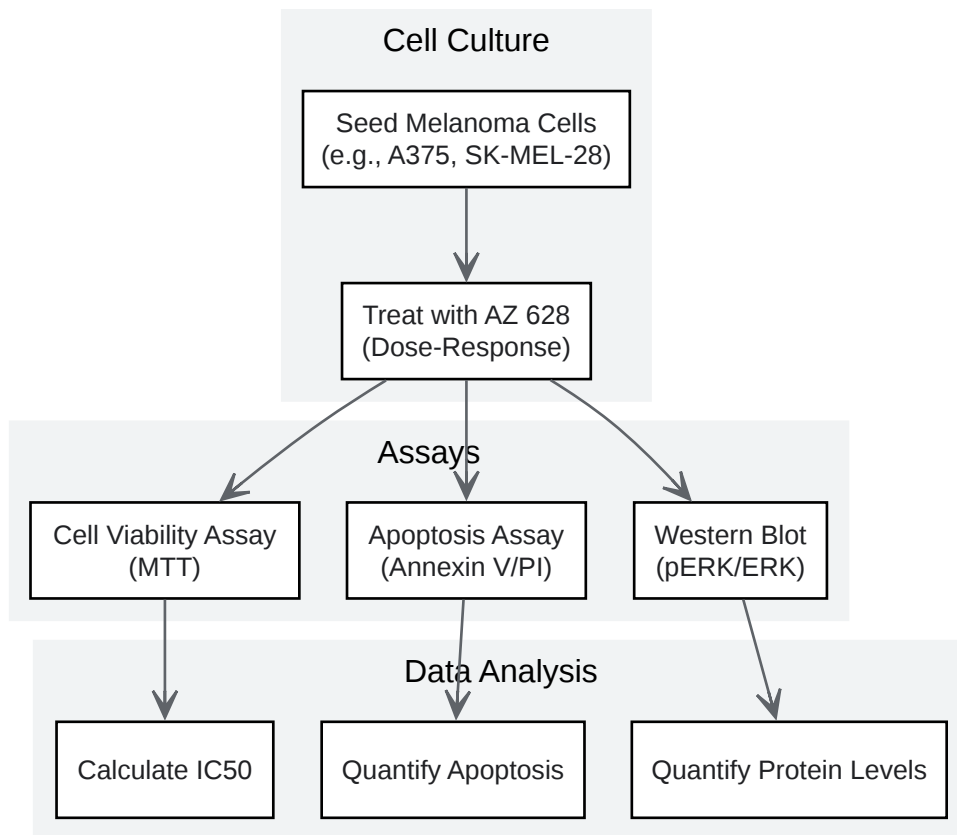 Cell Culture
Seed Melanoma Cells
(e.g., A375, SK-MEL-28)
Treat with AZ 628
(Dose-Response)
Assays
Cell Viability Assay
(MTT)
Apoptosis Assay
(Annexin V/PI)
Western Blot
(pERK/ERK)
Data Analysis
Calculate IC50
Quantify Apoptosis
Quantify Protein Levels